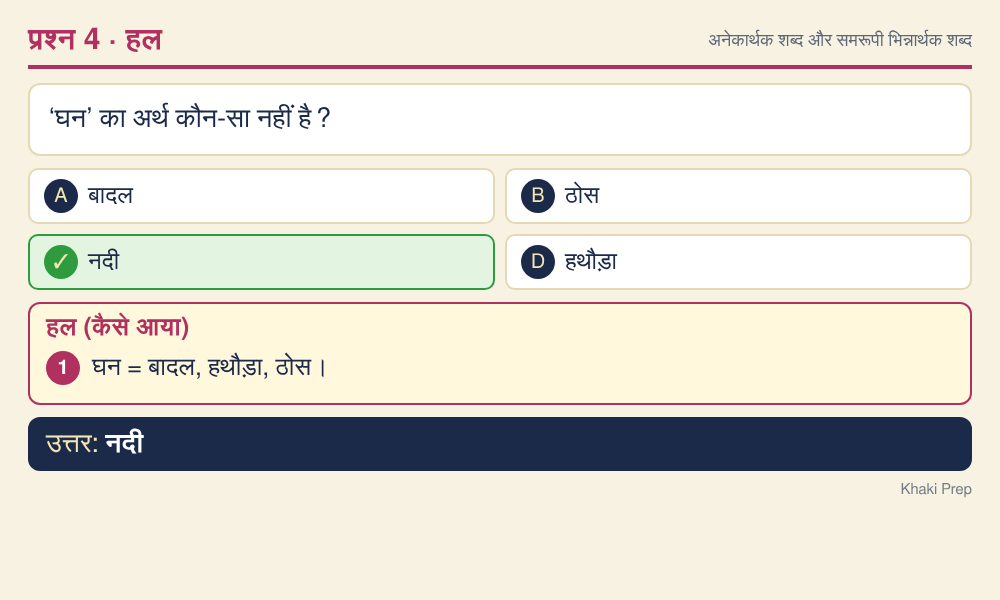 प्रश्न 4 · हल
अनेकार्थक शब्द और समरूपी भिन्नार्थक शब्द
‘घन’ का अर्थ कौन-सा नहीं है ?
A बादल
B ठोस
✓ नदी
D हथौड़ा
हल (कैसे आया)
1 घन = बादल, हथौड़ा, ठोस।
उत्तर: नदी
Khaki Prep